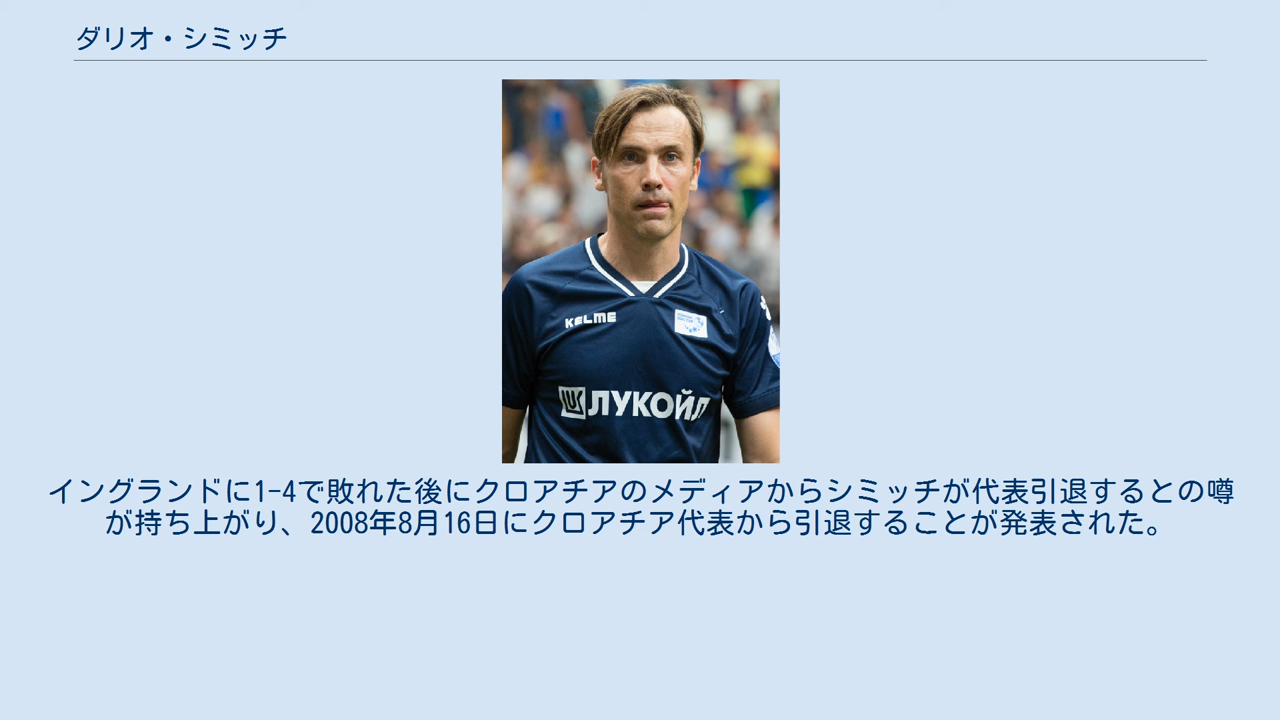 ダリオ・シミッチ
KELME
ЛУКОЙЛ
イングランドに1-4で敗れた後にクロアチアのメディアからシミッチが代表引退するとの噂
が持ち上がり、2008年8月16日にクロアチア代表から引退することが発表された。